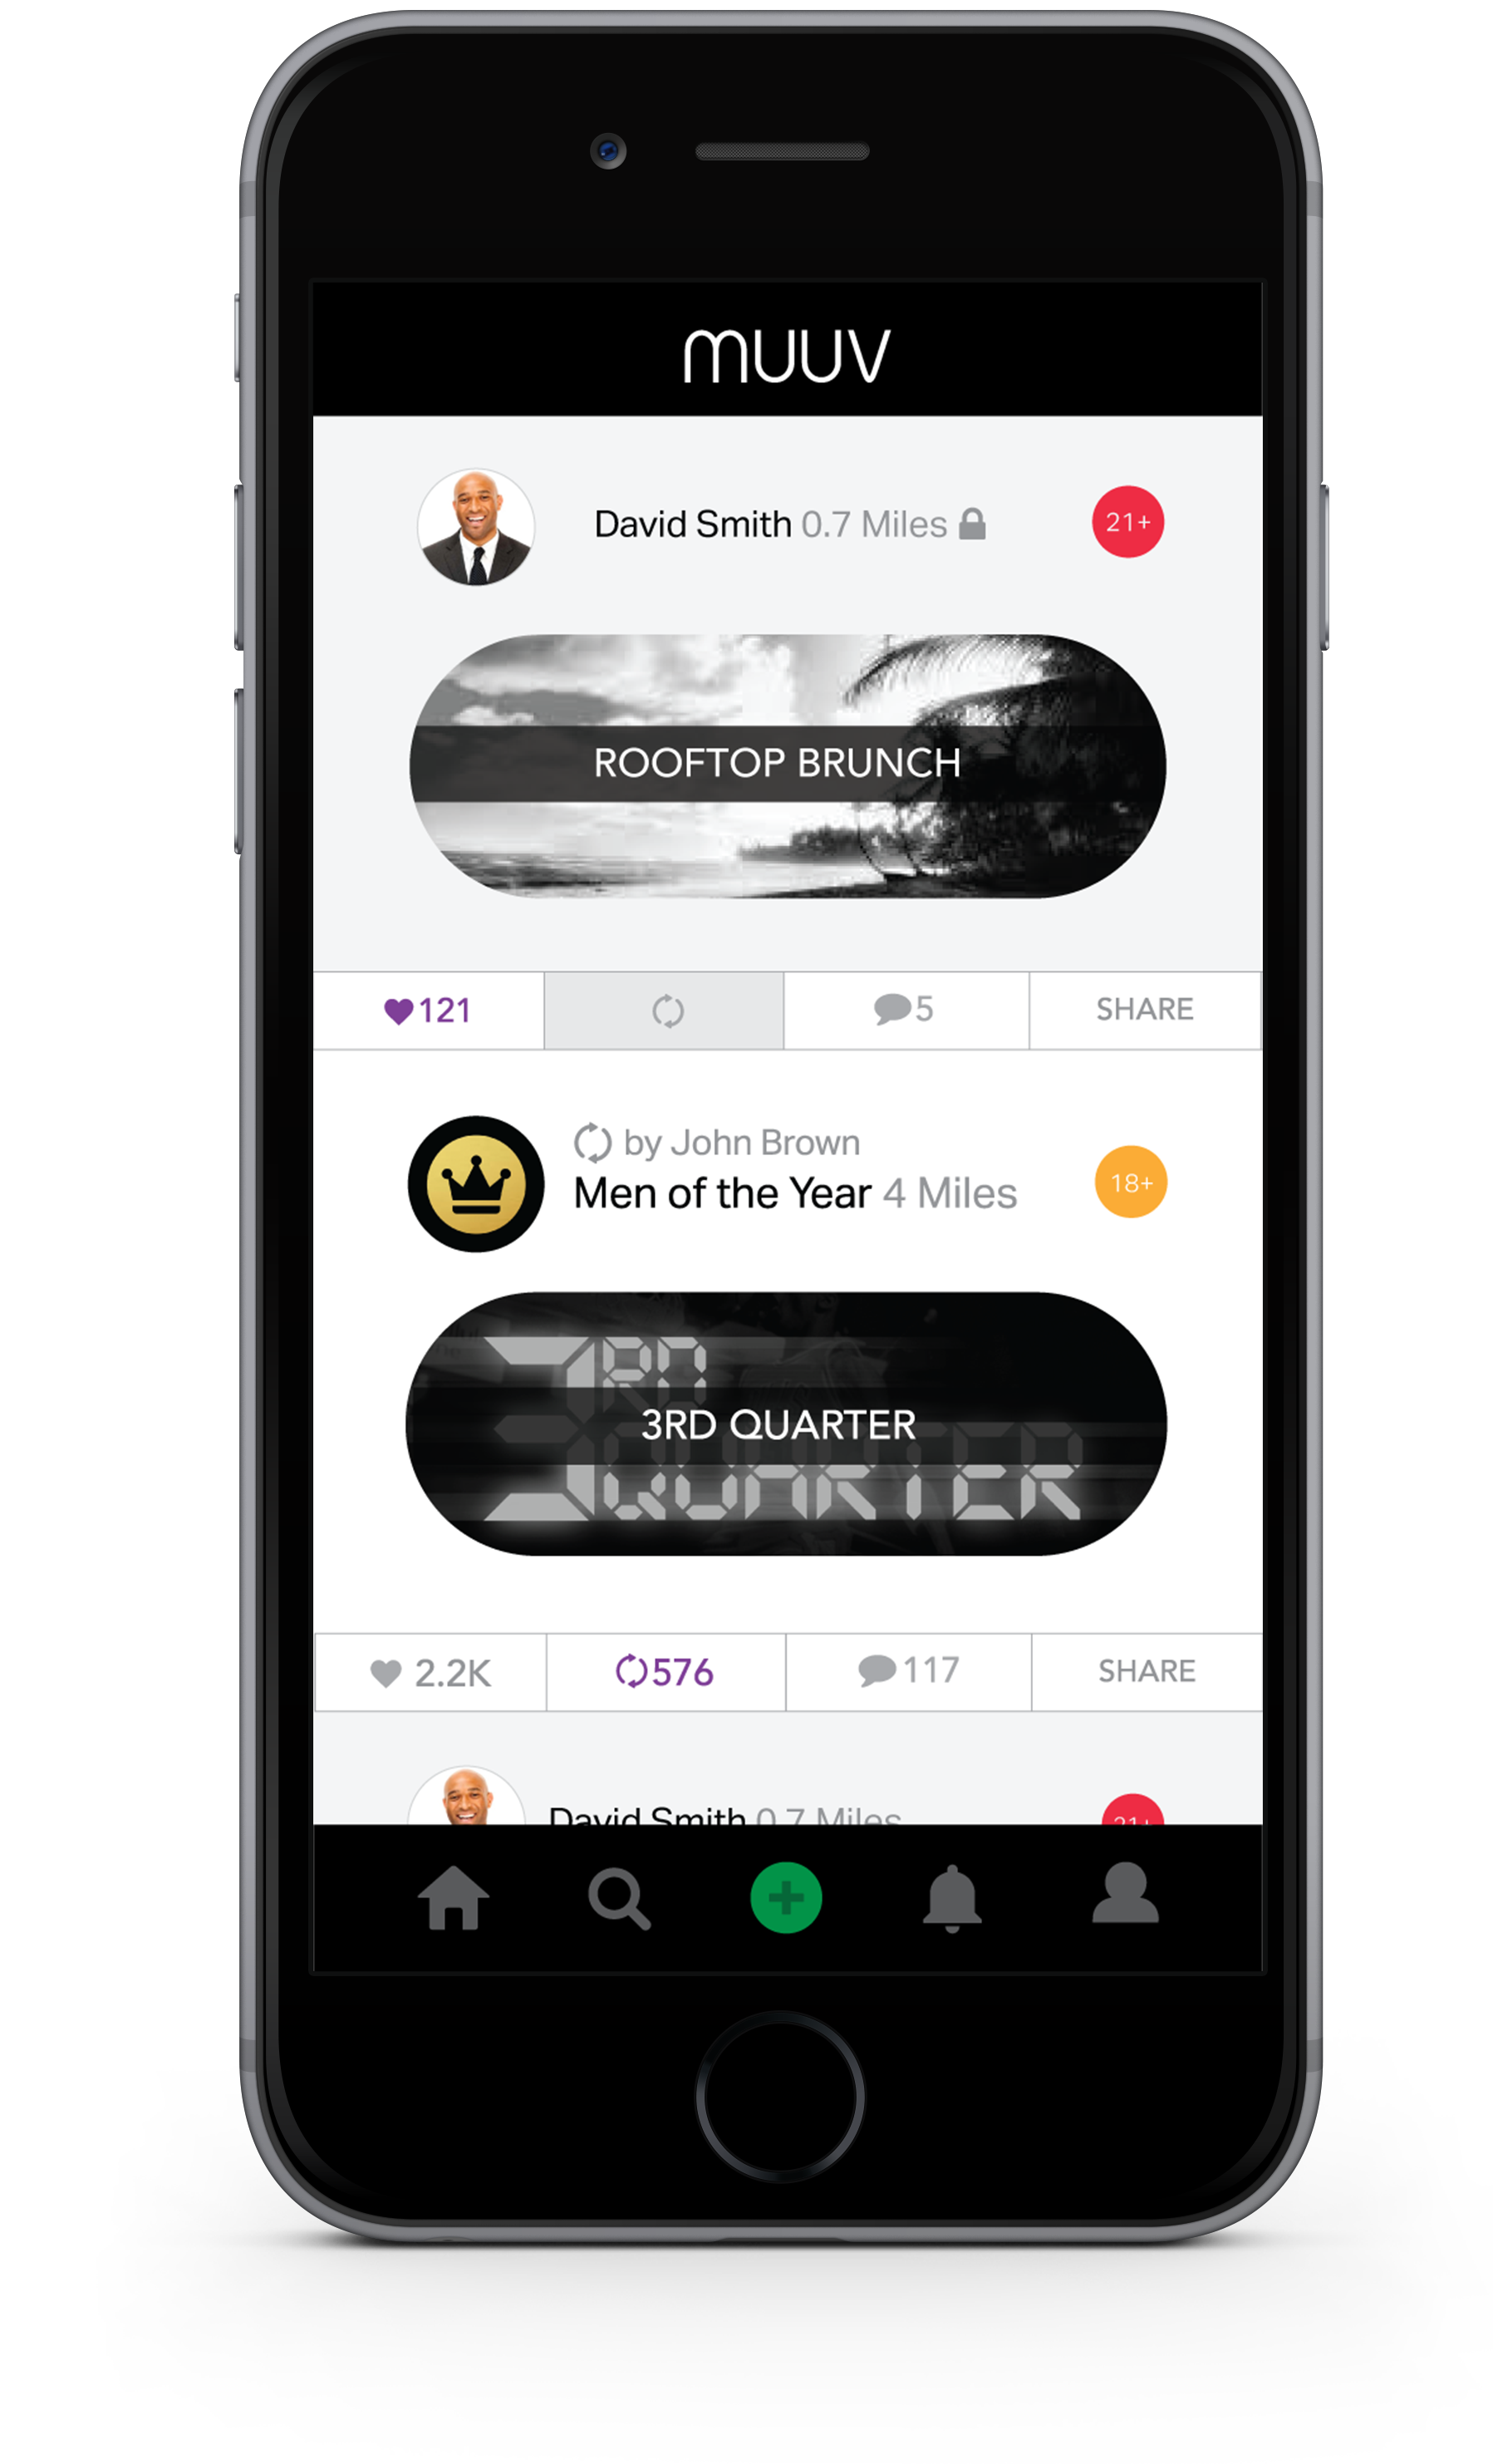 muuv
David Smith 0.7 Miles
21+
ROOFTOP BRUNCH
121
5
SHARE
by John Brown
Men of the Year 4 Miles
18+
3RD
QUARTER
3RD QUARTER
2.2K
576
117
SHARE
David Smith 0.7 Miles
21+